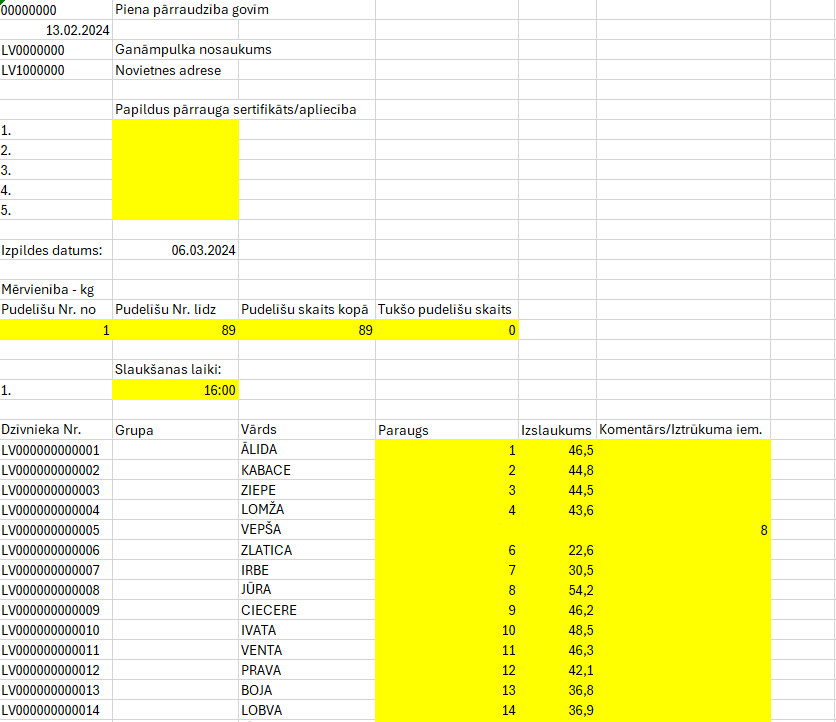 00000000 Piena pārraudzība govīm
13.02.2024
LV0000000 Ganāmpulka nosaukums
LV1000000 Novietnes adrese
Papildus pārrauga sertifikāts/apliecība
1.
2.
3.
4.
5.
Izpildes datums: 06.03.2024
Mērvienība - kg
Pudelīšu Nr. no Pudelīšu Nr. līdz Pudelīšu skaits kopā Tukšo pudelīšu skaits
1 89 89 0
Slaukšanas laiki:
1. 16:00
Dzīvnieka Nr. Grupa Vārds Paraugs Izslaukums Komentārs/Iztrūkuma iem.
LV000000000001 ĀLIDA 1 46,5
LV000000000002 KABACE 2 44,8
LV000000000003 ZIEPE 3 44,5
LV000000000004 LOMŽA 4 43,6
LV000000000005 VEPŠA 8
LV000000000006 ZLATICA 6 22,6
LV000000000007 IRBE 7 30,5
LV000000000008 JŪRA 8 54,2
LV000000000009 CIECERE 9 46,2
LV000000000010 IVATA 10 48,5
LV000000000011 VENTA 11 46,3
LV000000000012 PRAVA 12 42,1
LV000000000013 BOJA 13 36,8
LV000000000014 LOBVA 14 36,9